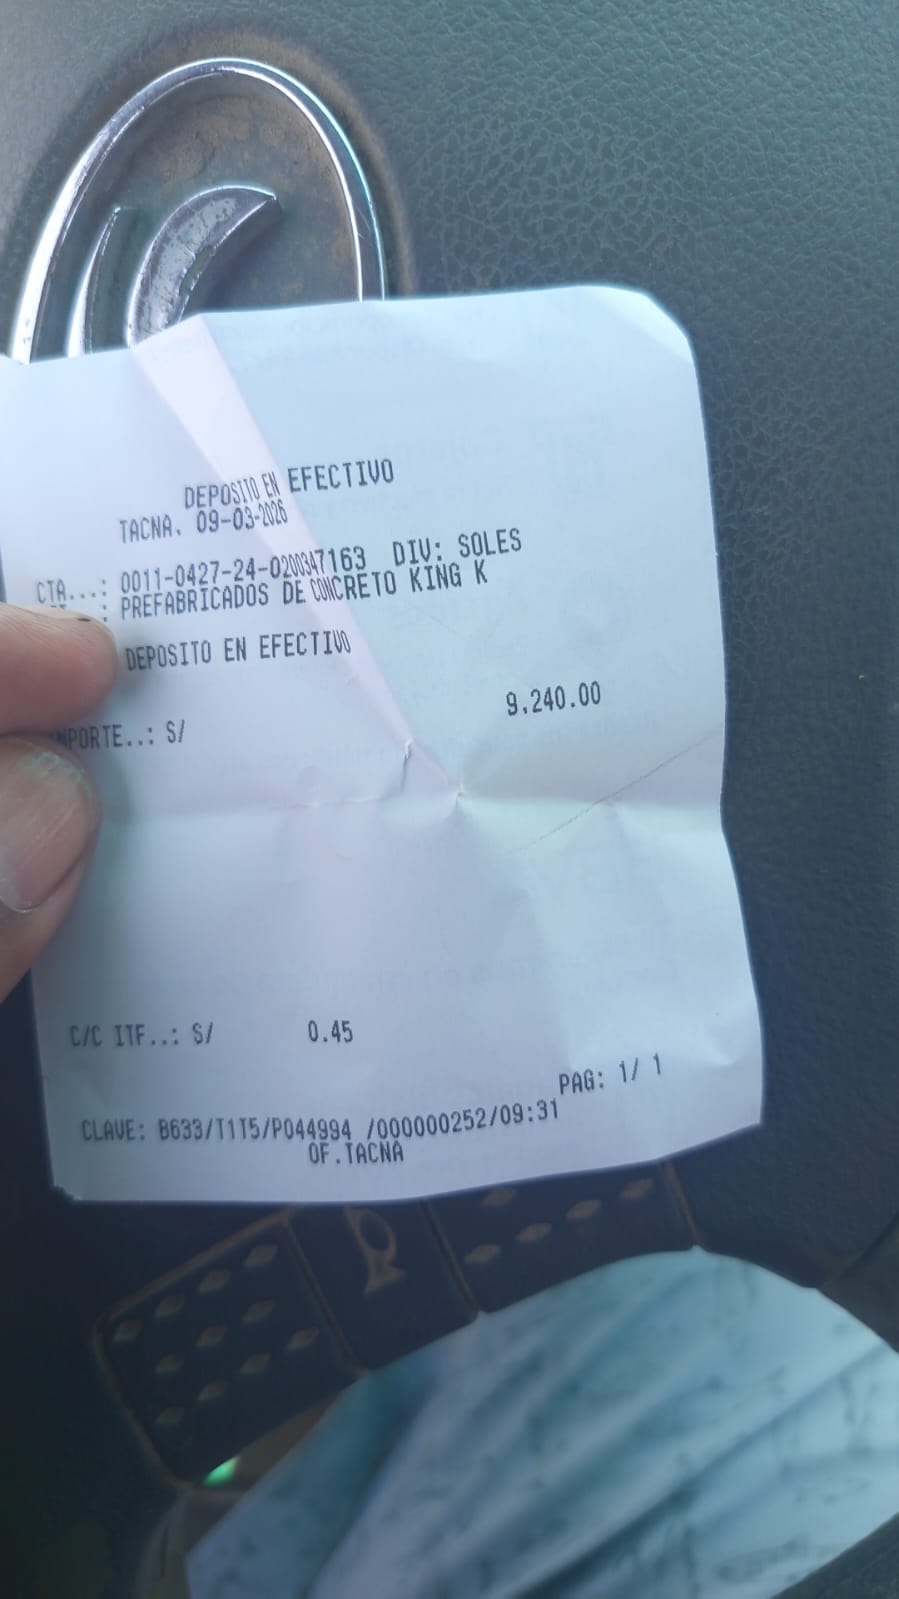 DEPOSITO EN EFECTIVO
TACNA, 09-03-2026
CTA...: 0011-0427-24-0200347163 DIV: SOLES
: PREFABRICADOS DE CONCRETO KING K
DEPOSITO EN EFECTIVO
MPORTE..: S/ 9,240.00
C/C ITF..: S/ 0.45
PAG: 1/ 1
CLAVE: B633/T1T5/P044994 /000000252/09:31
OF.TACNA